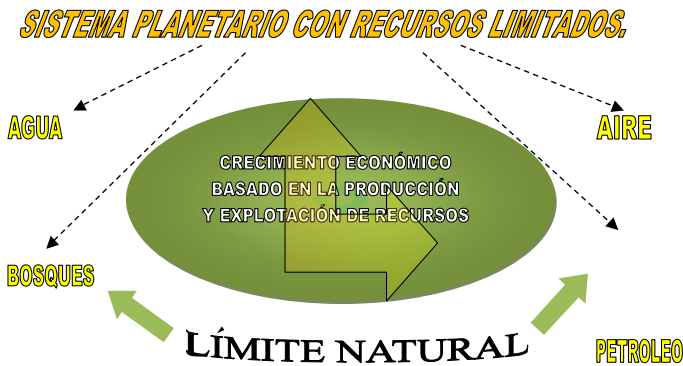 SISTEMA PLANETARIO CON RECURSOS LIMITADOS.
AGUA
AIRE
CRECIMIENTO ECONÓMICO
BASADO EN LA PRODUCCIÓN
Y EXPLOTACIÓN DE RECURSOS
BOSQUES
LÍMITE NATURAL
PETROLEO